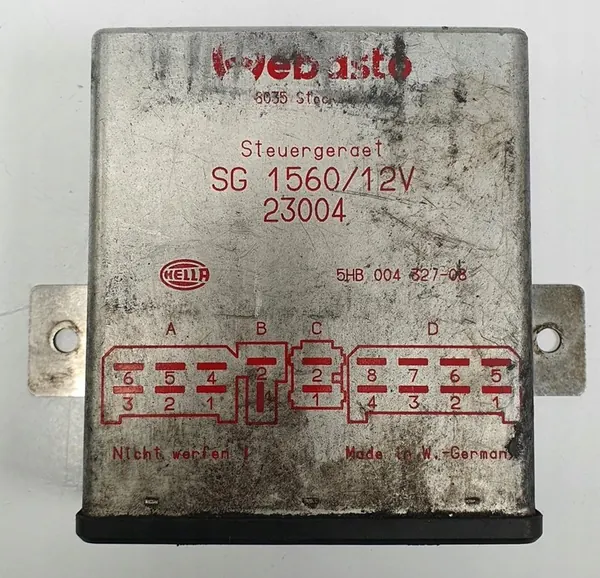 Webasto
8035 Stoc
Steuergeraet
SG 1560/12V
23004
HELLA 5HB 004 327-08
A B C D
6 5 4 2 2 8 7 6 5
3 2 1 1 1 4 3 2 1
Nicht werfen ! Made in W.-German